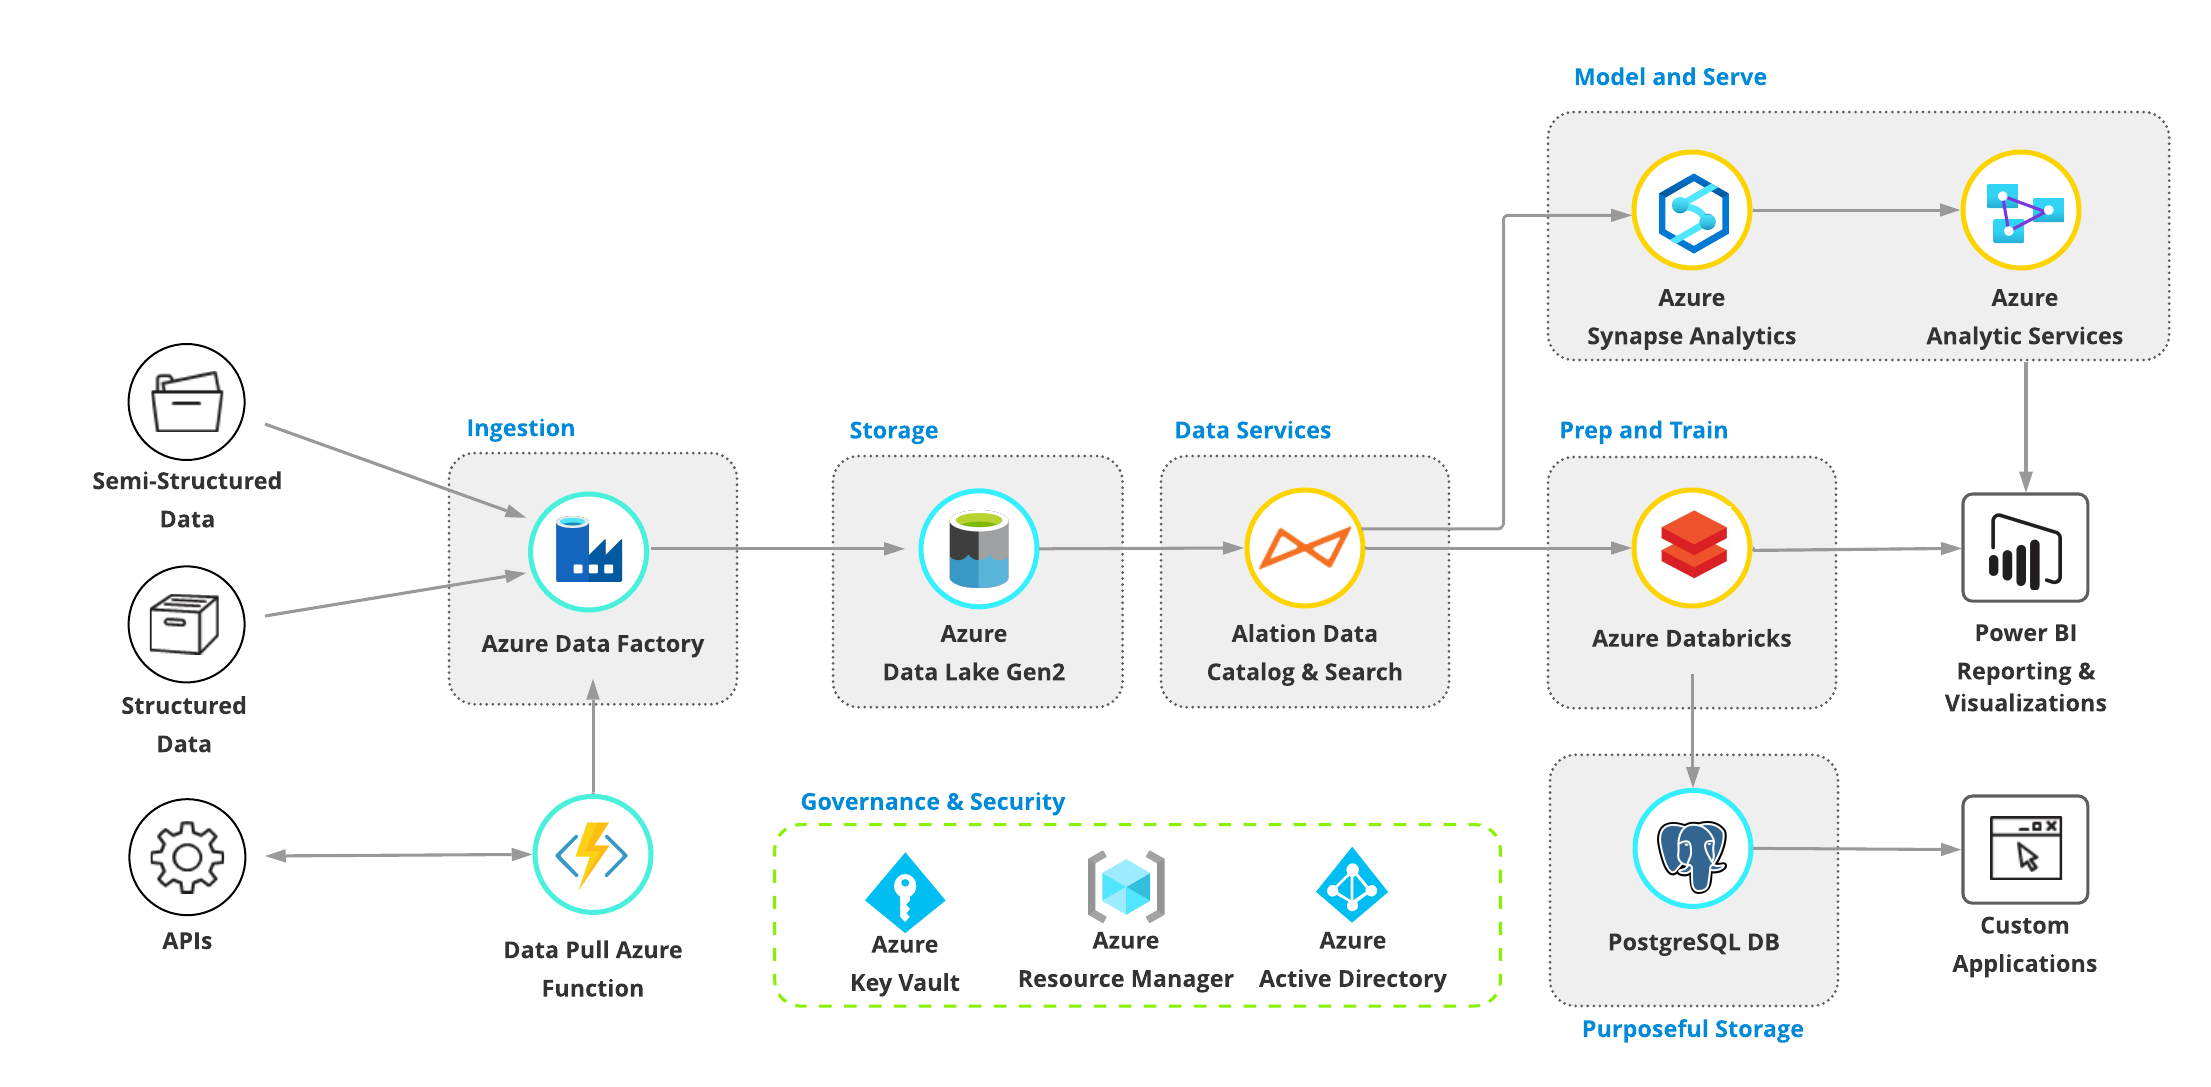 Model and Serve
Azure
Synapse Analytics
Azure
Analytic Services
Semi-Structured
Data
Structured
Data
APIs
Ingestion
Azure Data Factory
Data Pull Azure
Function
Storage
Azure
Data Lake Gen2
Data Services
Alation Data
Catalog & Search
Prep and Train
Azure Databricks
Power BI
Reporting &
Visualizations
Governance & Security
Azure
Key Vault
Azure
Resource Manager
Azure
Active Directory
PostgreSQL DB
Purposeful Storage
Custom
Applications